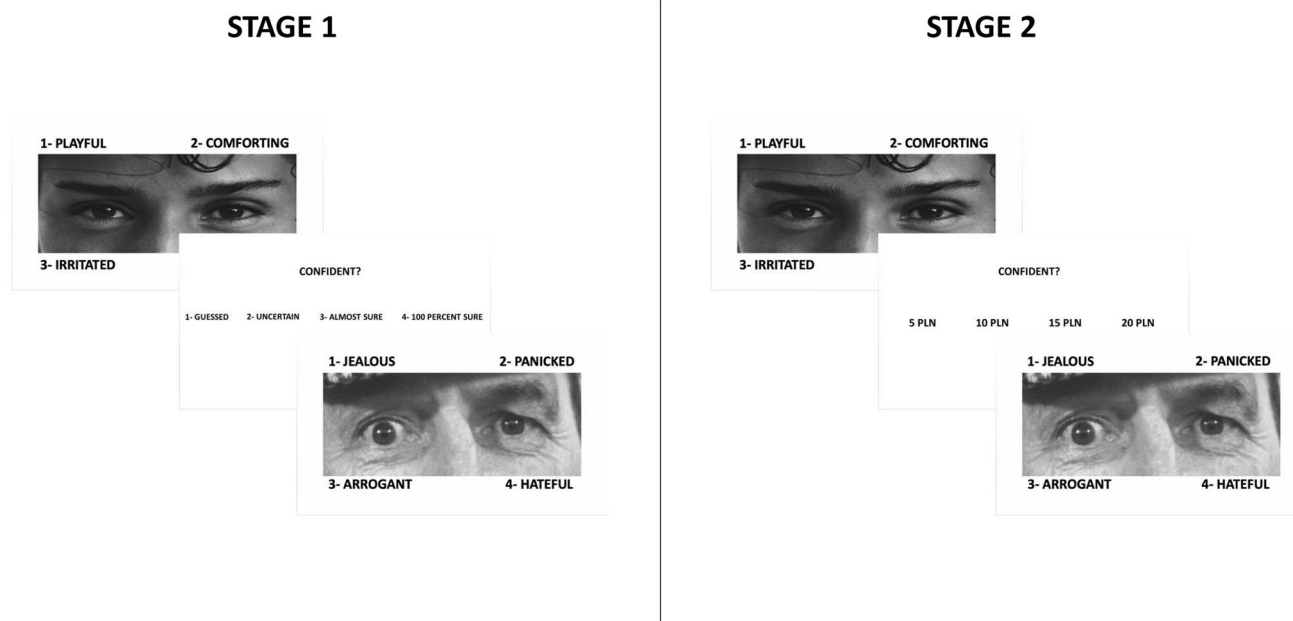 STAGE 1
1- PLAYFUL 2- COMFORTING
3- IRRITATED
CONFIDENT?
1- GUESSED 2- UNCERTAIN 3- ALMOST SURE 4- 100 PERCENT SURE
1- JEALOUS 2- PANICKED
3- ARROGANT 4- HATEFUL
STAGE 2
1- PLAYFUL 2- COMFORTING
3- IRRITATED
CONFIDENT?
5 PLN 10 PLN 15 PLN 20 PLN
1- JEALOUS 2- PANICKED
3- ARROGANT 4- HATEFUL